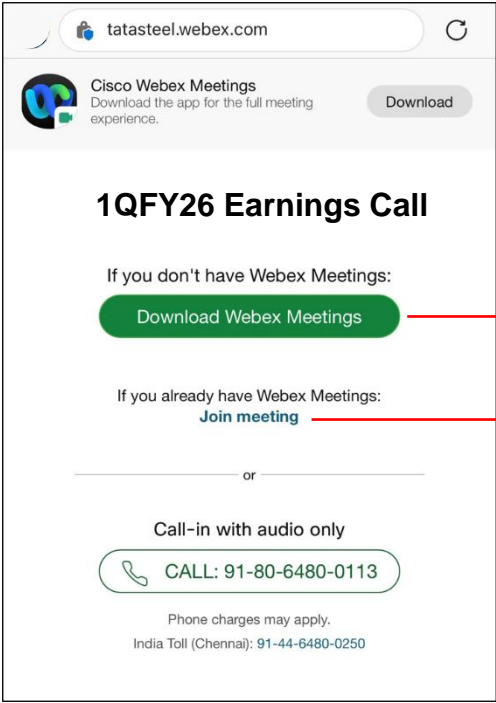 tatasteel.webex.com
Cisco Webex Meetings
Download the app for the full meeting
experience.
Download
1QFY26 Earnings Call
If you don't have Webex Meetings:
Download Webex Meetings
If you already have Webex Meetings:
Join meeting
or
Call-in with audio only
CALL: 91-80-6480-0113
Phone charges may apply.
India Toll (Chennai): 91-44-6480-0250